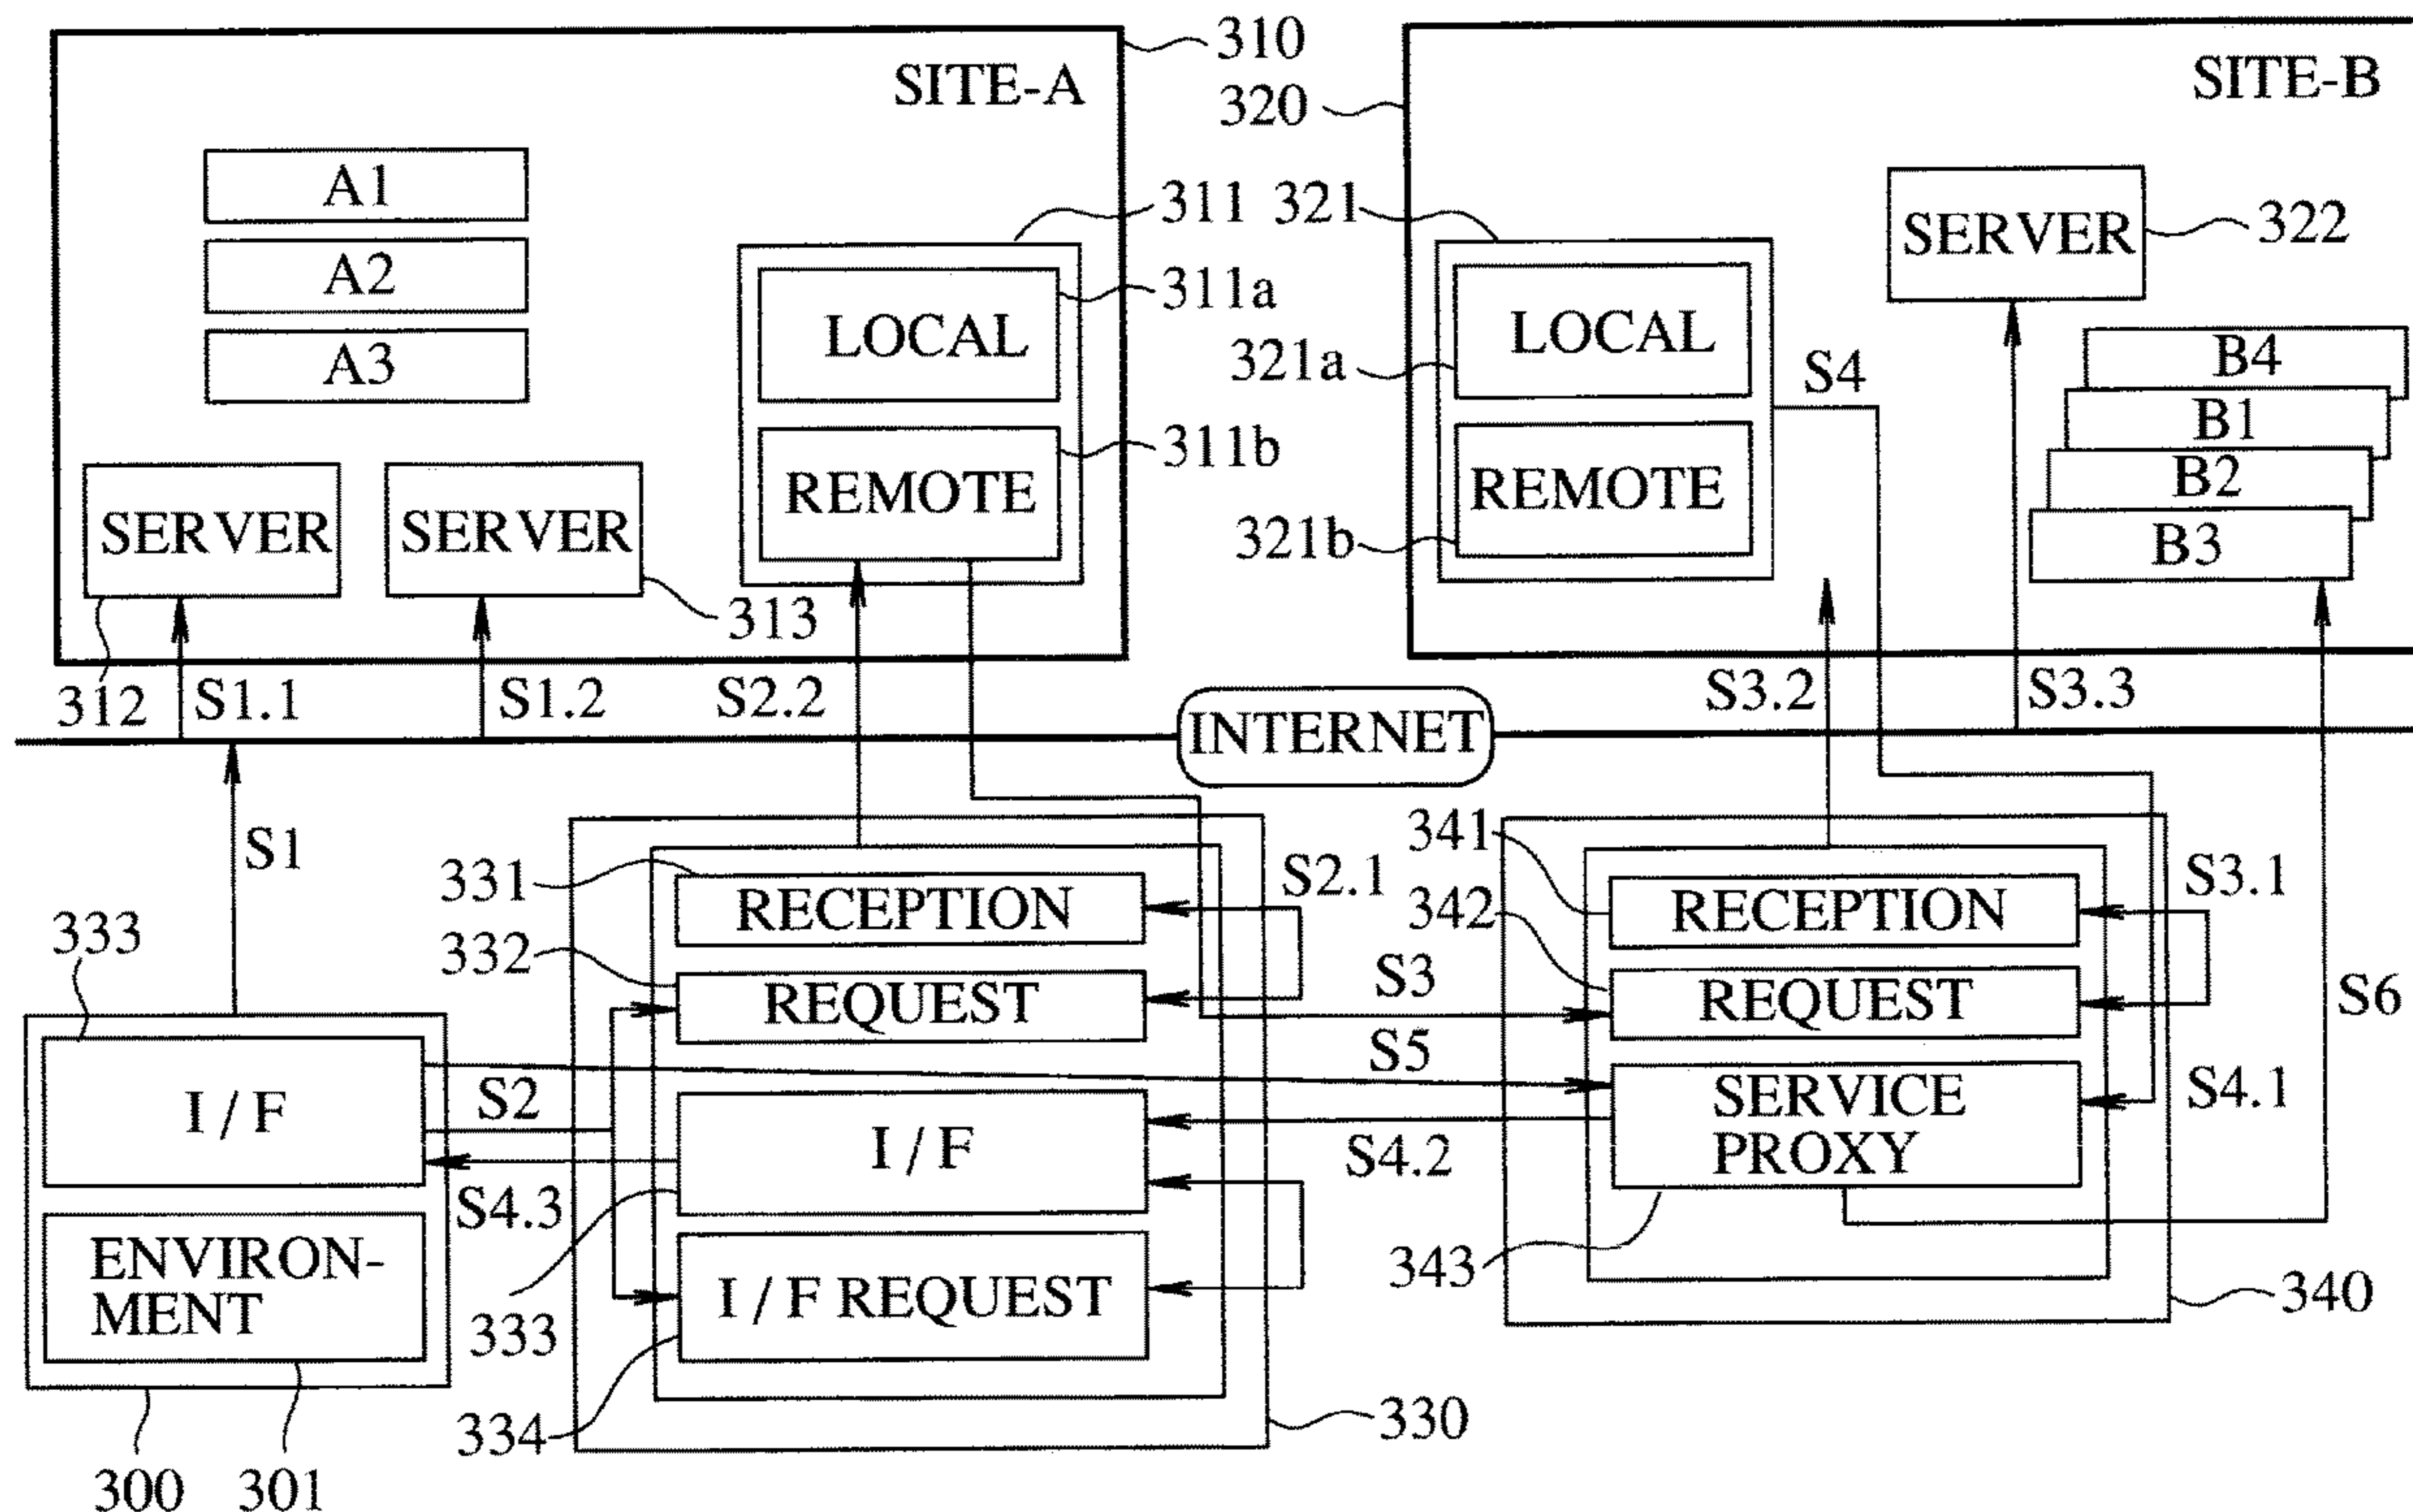 310
SITE-A
320
SITE-B
A1
A2
A3
311
321
SERVER
322
311a
LOCAL
LOCAL
321a
S4
B4
B1
B2
B3
311b
REMOTE
REMOTE
321b
SERVER
SERVER
313
312
S1.1
S1.2
S2.2
INTERNET
S3.2
S3.3
S1
331
RECEPTION
S2.1
341
RECEPTION
S3.1
333
332
REQUEST
S3
342
REQUEST
S6
I / F
S2
S5
I / F
S4.2
SERVICE
PROXY
S4.1
S4.3
ENVIRON-
MENT
333
I / F REQUEST
343
340
334
330
300
301